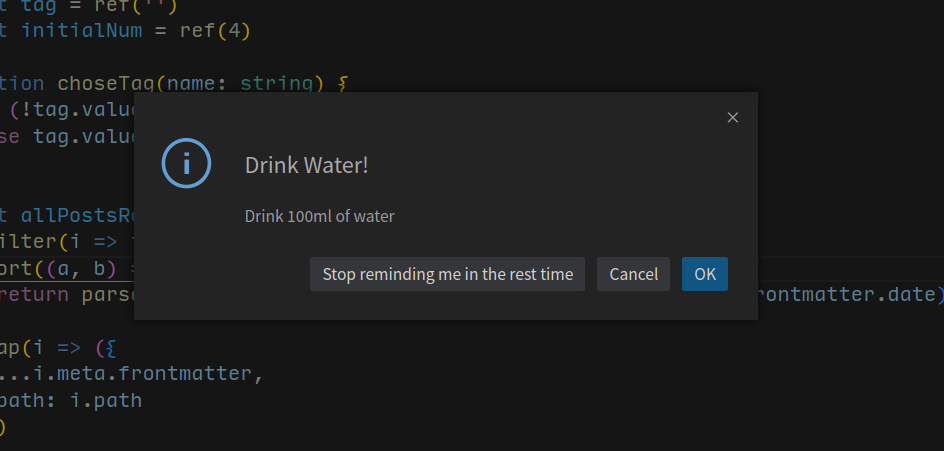 t tag = ref('')
t initialNum = ref(4)
tion choseTag(name: string) {
(!tag.valu
se tag.valu
Drink Water!
Drink 100ml of water
Stop reminding me in the rest time
Cancel
OK
t allPostsR
ilter(i =>
ort((a, b) =
return pars
rontmatter.date)
ap(i => ({
...i.meta.frontmatter,
path: i.path
)